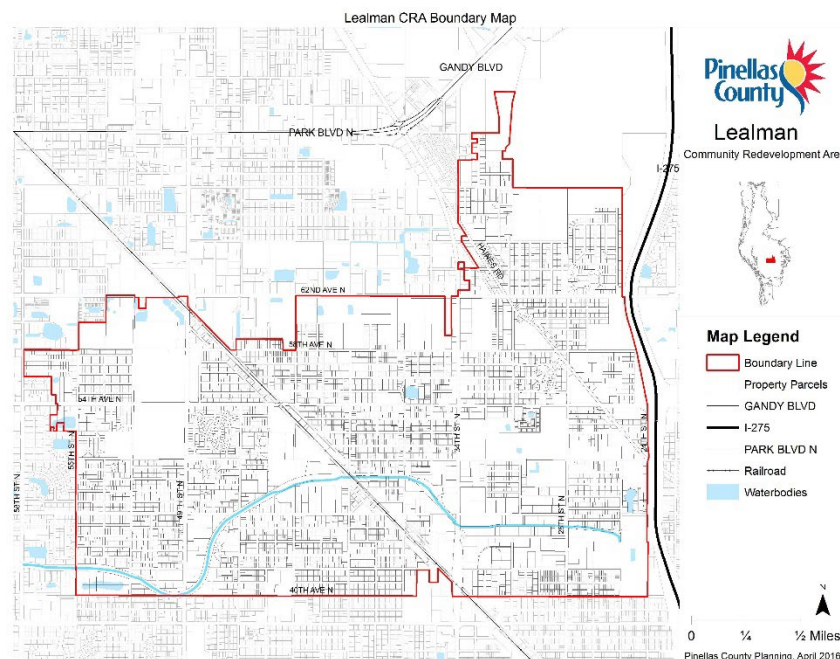 Lealman CRA Boundary Map
GANDY BLVD
PARK BLVD N
I-275
HAINES RD
62ND AVE N
58TH AVE N
54TH AVE N
58TH ST N
55TH ST N
49TH ST N
34TH ST N
28TH ST N
40TH AVE N
Pinellas
County
Lealman
Community Redevelopment Area
Map Legend
Boundary Line
Property Parcels
GANDY BLVD
I-275
PARK BLVD N
Railroad
Waterbodies
0 ¼ ½ Miles
Pinellas County Planning, April 2016